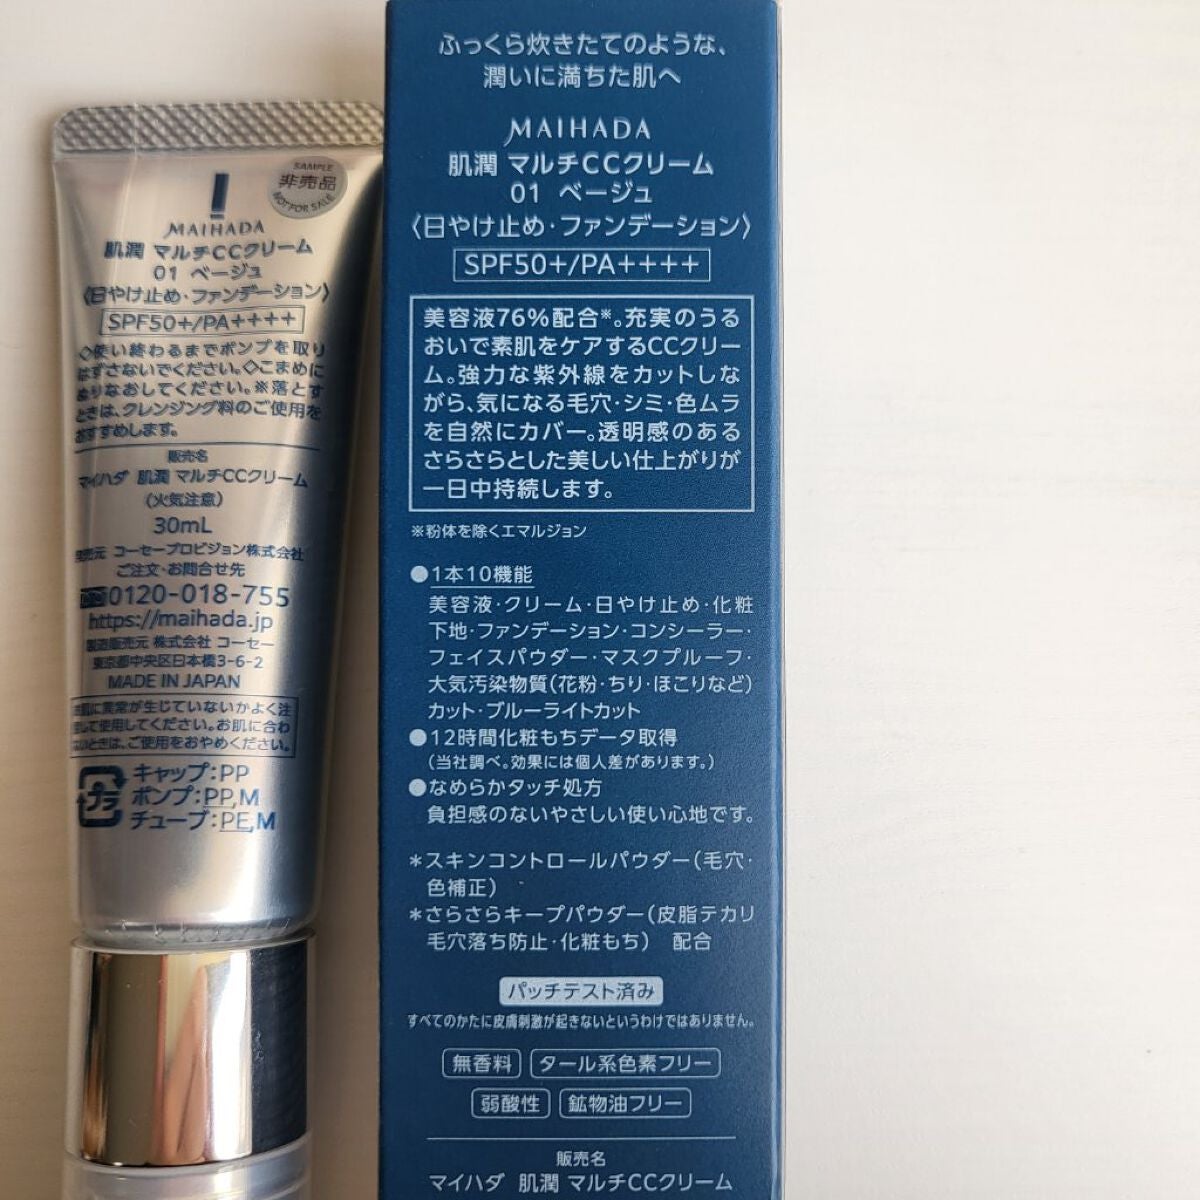 SAMPLE
非売品
NOT FOR SALE
MAIHADA
肌潤 マルチCCクリーム
01 ベージュ
〈日やけ止め・ファンデーション〉
SPF50+/PA++++
◇使い終わるまでポンプを取り
はずさないでください。◇こまめに
ぬりなおしてください。※落とす
ときは、クレンジング料のご使用を
おすすめします。
販売名
マイハダ 肌潤 マルチCCクリーム
(火気注意)
30mL
発売元 コーセープロビジョン株式会社
ご注文・お問合せ先
0120-018-755
https://maihada.jp
製造販売元 株式会社 コーセー
東京都中央区日本橋3-6-2
MADE IN JAPAN
お肌に異常が生じていないかよく注
意して使用してください。お肌に合わ
ないときは、ご使用をおやめください。
プラ
キャップ:PP
ポンプ:PP,M
チューブ:PE,M
ふっくら炊きたてのような、
潤いに満ちた肌へ
MAIHADA
肌潤 マルチCCクリーム
01 ベージュ
〈日やけ止め・ファンデーション〉
SPF50+/PA++++
美容液76%配合※。充実のうる
おいで素肌をケアするCCクリー
ム。強力な紫外線をカットしな
がら、気になる毛穴・シミ・色ムラ
を自然にカバー。透明感のある
さらさらとした美しい仕上がりが
一日中持続します。
※粉体を除くエマルジョン
●1本10機能
美容液・クリーム・日やけ止め・化粧
下地・ファンデーション・コンシーラー・
フェイスパウダー・マスクプルーフ・
大気汚染物質(花粉・ちり・ほこりなど)
カット・ブルーライトカット
●12時間化粧もちデータ取得
(当社調べ。効果には個人差があります。)
●なめらかタッチ処方
負担感のないやさしい使い心地です。
*スキンコントロールパウダー(毛穴・
色補正)
*さらさらキープパウダー(皮脂テカリ
毛穴落ち防止・化粧もち) 配合
パッチテスト済み
すべてのかたに皮膚刺激が起きないというわけではありません。
無香料 タール系色素フリー
弱酸性 鉱物油フリー
販売名
マイハダ 肌潤 マルチCCクリーム